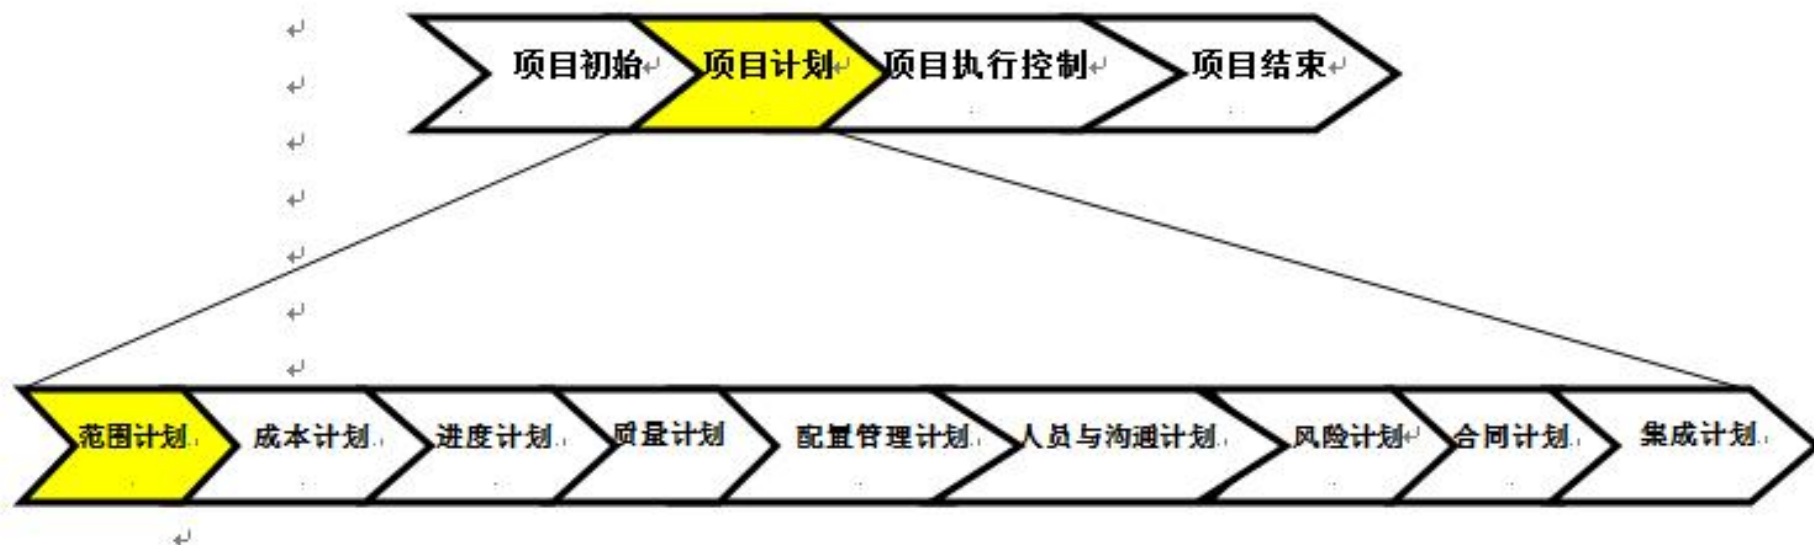 项目初始
项目计划
项目执行控制
项目结束
范围计划
成本计划
进度计划
质量计划
配置管理计划
人员与沟通计划
风险计划
合同计划
集成计划